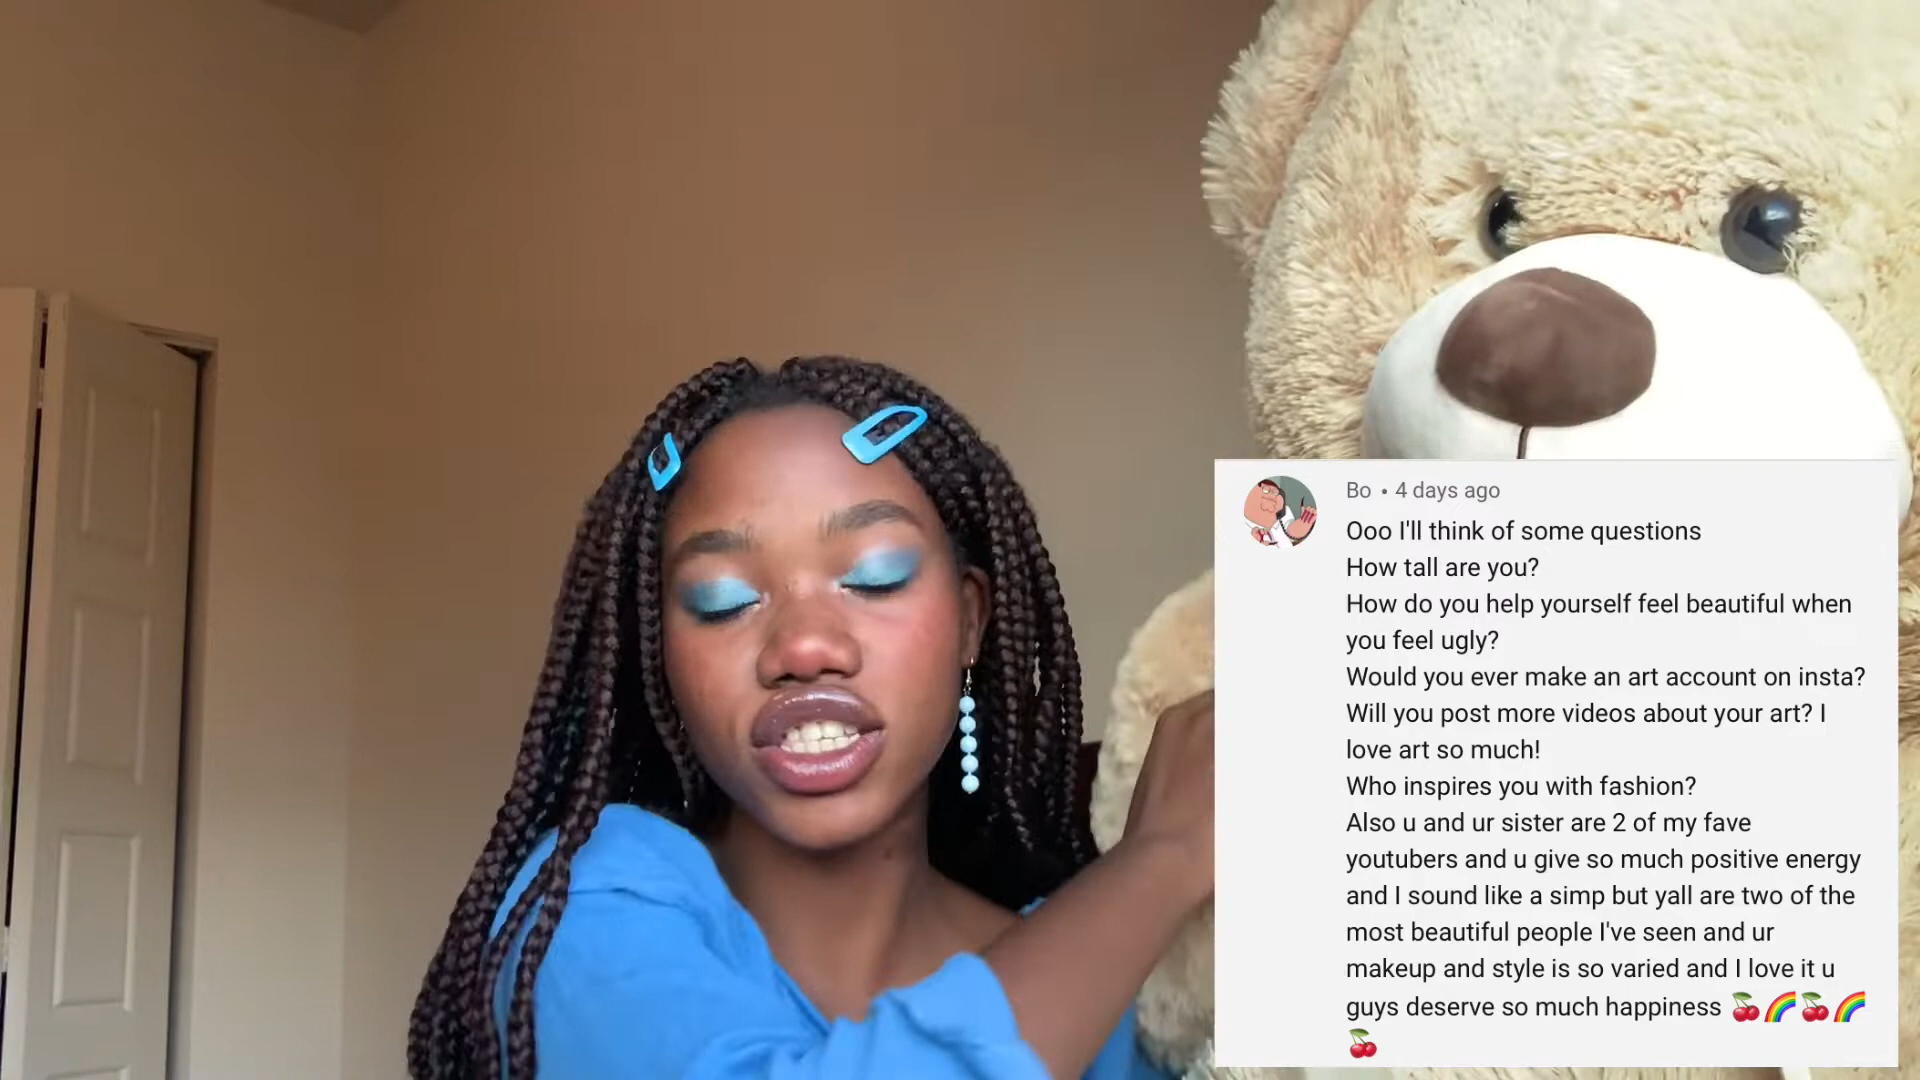 Bo • 4 days ago
Ooo I'll think of some questions
How tall are you?
How do you help yourself feel beautiful when
you feel ugly?
Would you ever make an art account on insta?
Will you post more videos about your art? I
love art so much!
Who inspires you with fashion?
Also u and ur sister are 2 of my fave
youtubers and u give so much positive energy
and I sound like a simp but yall are two of the
most beautiful people I've seen and ur
makeup and style is so varied and I love it u
guys deserve so much happiness 🍒🌈🍒🌈
🍒